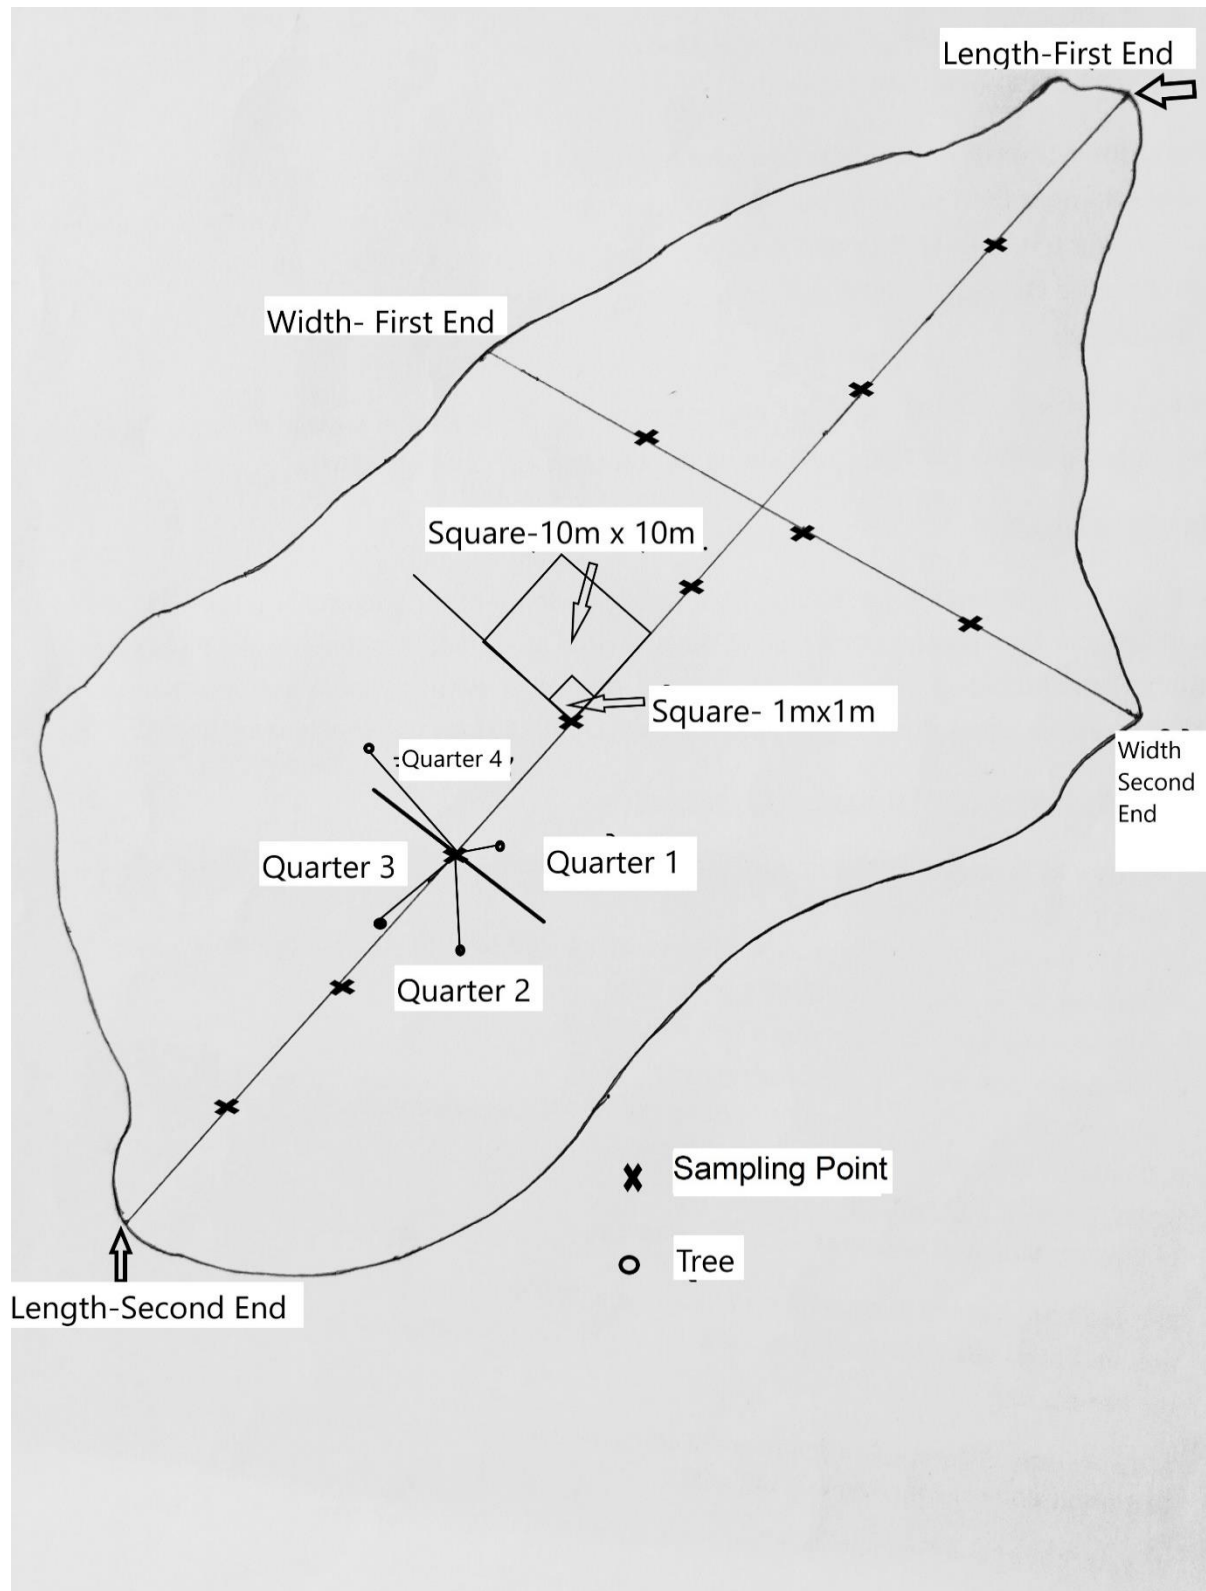 Length-First End
Width- First End
Square-10m x 10m
Square- 1mx1m
Width
Second
End
Quarter 4
Quarter 1
Quarter 3
Quarter 2
Sampling Point
Tree
Length-Second End